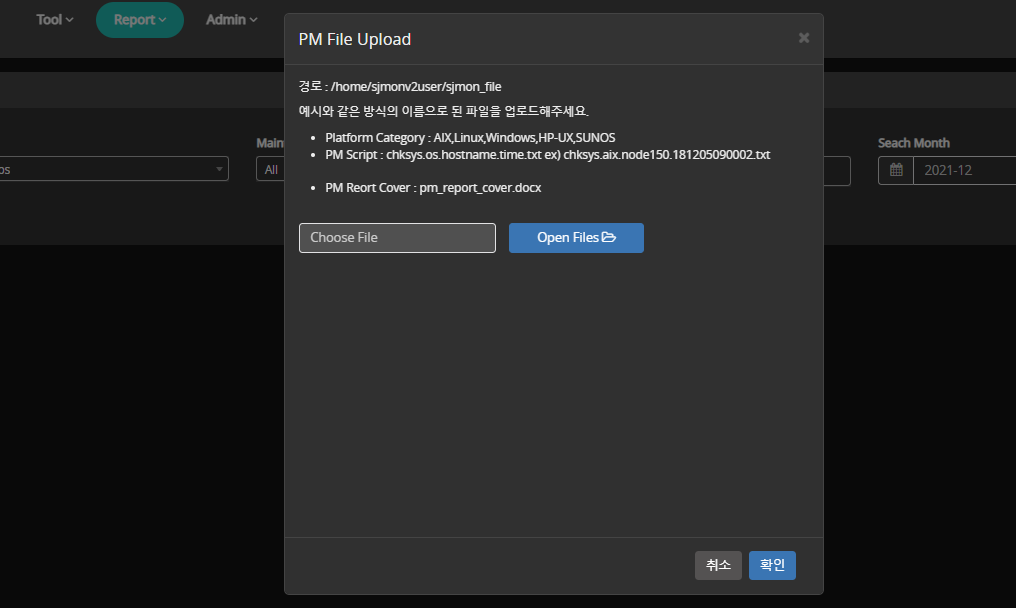 Tool
Report
Admin
PM File Upload
경로 : /home/sjmonv2user/sjmon_file
예시와 같은 방식의 이름으로 된 파일을 업로드해주세요.
Platform Category : AIX,Linux,Windows,HP-UX,SUNOS
PM Script : chksys.os.hostname.time.txt ex) chksys.aix.node150.181205090002.txt
PM Reort Cover : pm_report_cover.docx
Choose File
Open Files
Main
All
Seach Month
2021-12
취소
확인